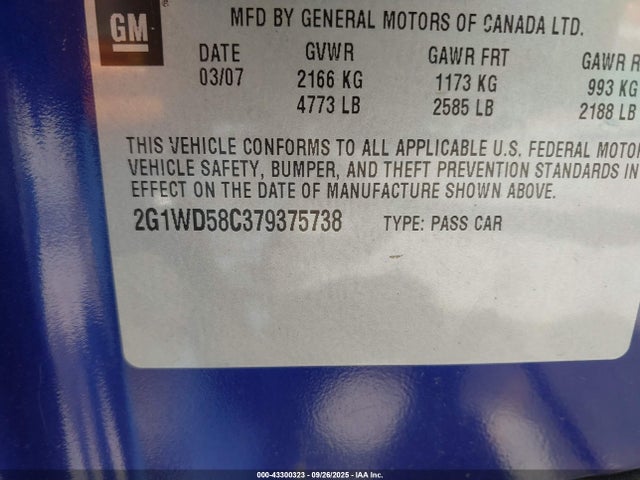 GM
MFD BY GENERAL MOTORS OF CANADA LTD.
DATE GVWR GAWR FRT GAWR R
03/07 2166 KG 1173 KG 993 KG
4773 LB 2585 LB 2188 LB
THIS VEHICLE CONFORMS TO ALL APPLICABLE U.S. FEDERAL MOTOR
VEHICLE SAFETY, BUMPER, AND THEFT PREVENTION STANDARDS IN
EFFECT ON THE DATE OF MANUFACTURE SHOWN ABOVE.
2G1WD58C379375738 TYPE: PASS CAR
000-43300323 - 09/26/2025 - IAA Inc.